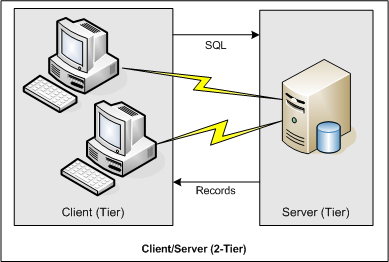 SQL
Records
Client (Tier)
Server (Tier)
Client/Server (2-Tier)